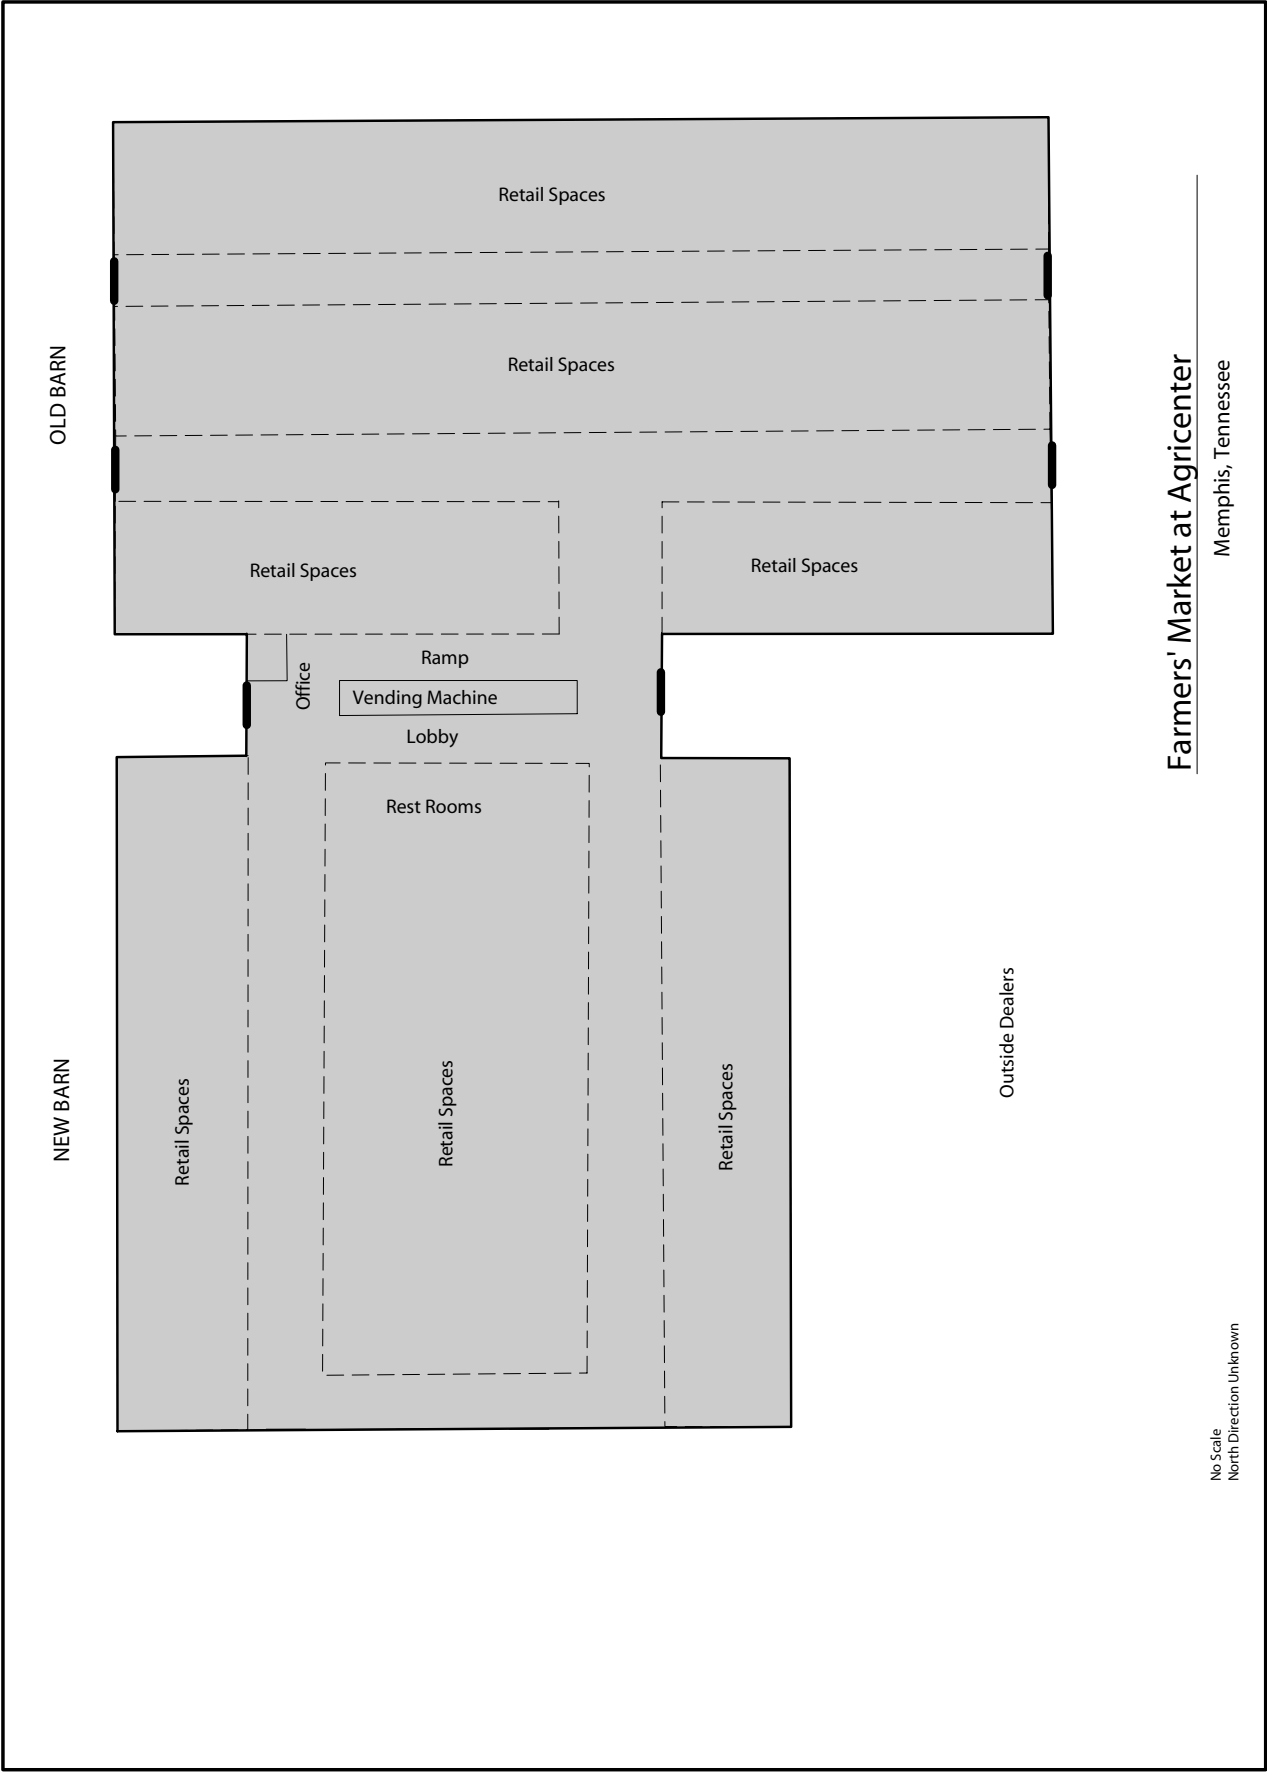 Farmers' Market at Agricenter
Memphis, Tennessee
OLD BARN
Retail Spaces
Retail Spaces
Retail Spaces
Retail Spaces
Office
Ramp
Vending Machine
Lobby
Rest Rooms
NEW BARN
Retail Spaces
Retail Spaces
Retail Spaces
Outside Dealers
No Scale
North Direction Unknown